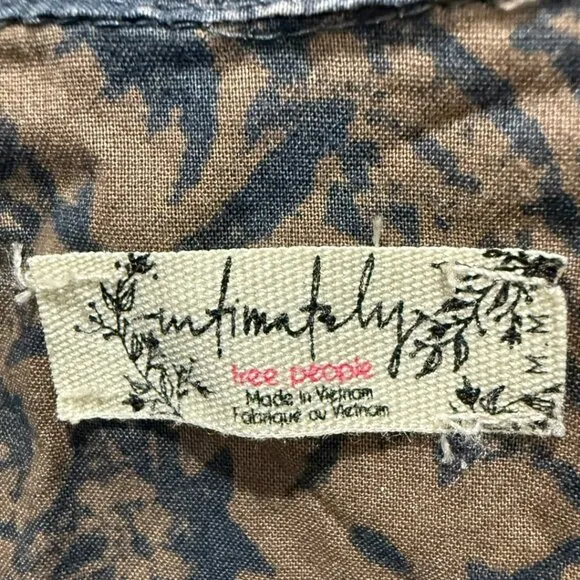 intimately
free people
Made in Vietnam
Fabriqué au Vietnam
M.M